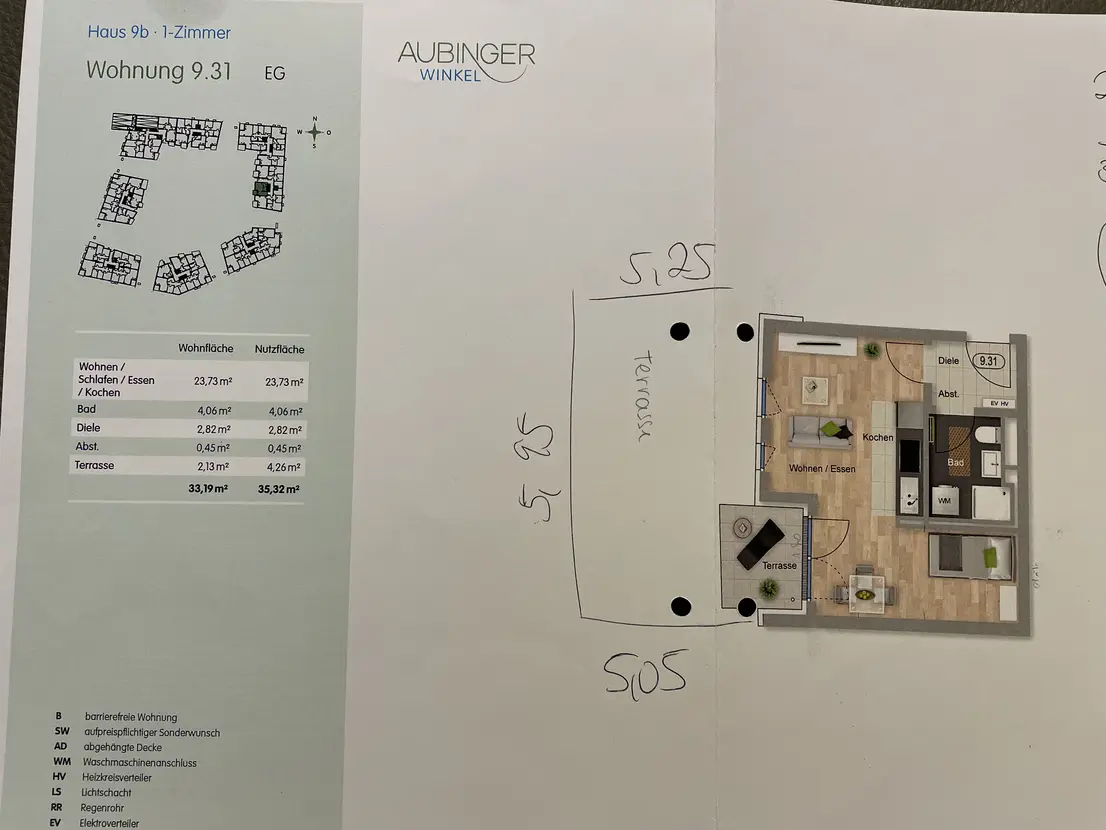 Haus 9b · 1-Zimmer
Wohnung 9.31 EG
AUBINGER
WINKEL
N
W O
S
Wohnfläche Nutzfläche
Wohnen /
Schlafen / Essen
/ Kochen 23,73 m² 23,73 m²
Bad 4,06 m² 4,06 m²
Diele 2,82 m² 2,82 m²
Abst. 0,45 m² 0,45 m²
Terrasse 2,13 m² 4,26 m²
33,19 m² 35,32 m²
5,25
Terrasse
5,95
5,05
Diele 9.31
Abst.
EV HV
Kochen
Bad
Wohnen / Essen
WM
Terrasse
B barrierefreie Wohnung
SW aufpreispflichtiger Sonderwunsch
AD abgehängte Decke
WM Waschmaschinenanschluss
HV Heizkreisverteiler
LS Lichtschacht
RR Regenrohr
EV Elektroverteiler